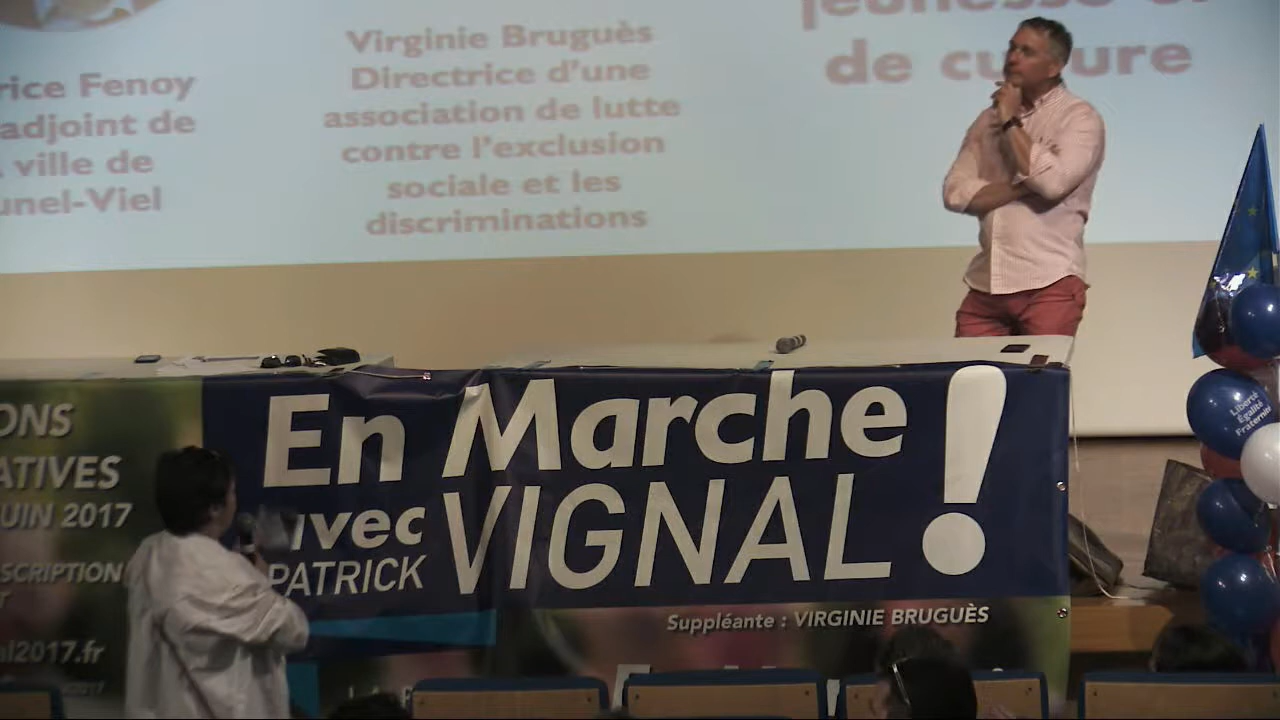 Virginie Bruguès
Directrice d'une
association de lutte
contre l'exclusion
sociale et les
discriminations
rice Fenoy
adjoint de
ville de
unel-Viel
de culture
En Marche !
avec
PATRICK VIGNAL
Suppléante : VIRGINIE BRUGUÈS
ONS
ATIVES
UIN 2017
SCRIPTION
al2017.fr
Liberté
Égalité
Fraternité